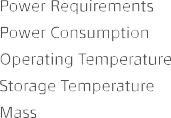 Power Requirements
Power Consumption
Operating Temperature
Storage Temperature
Mass